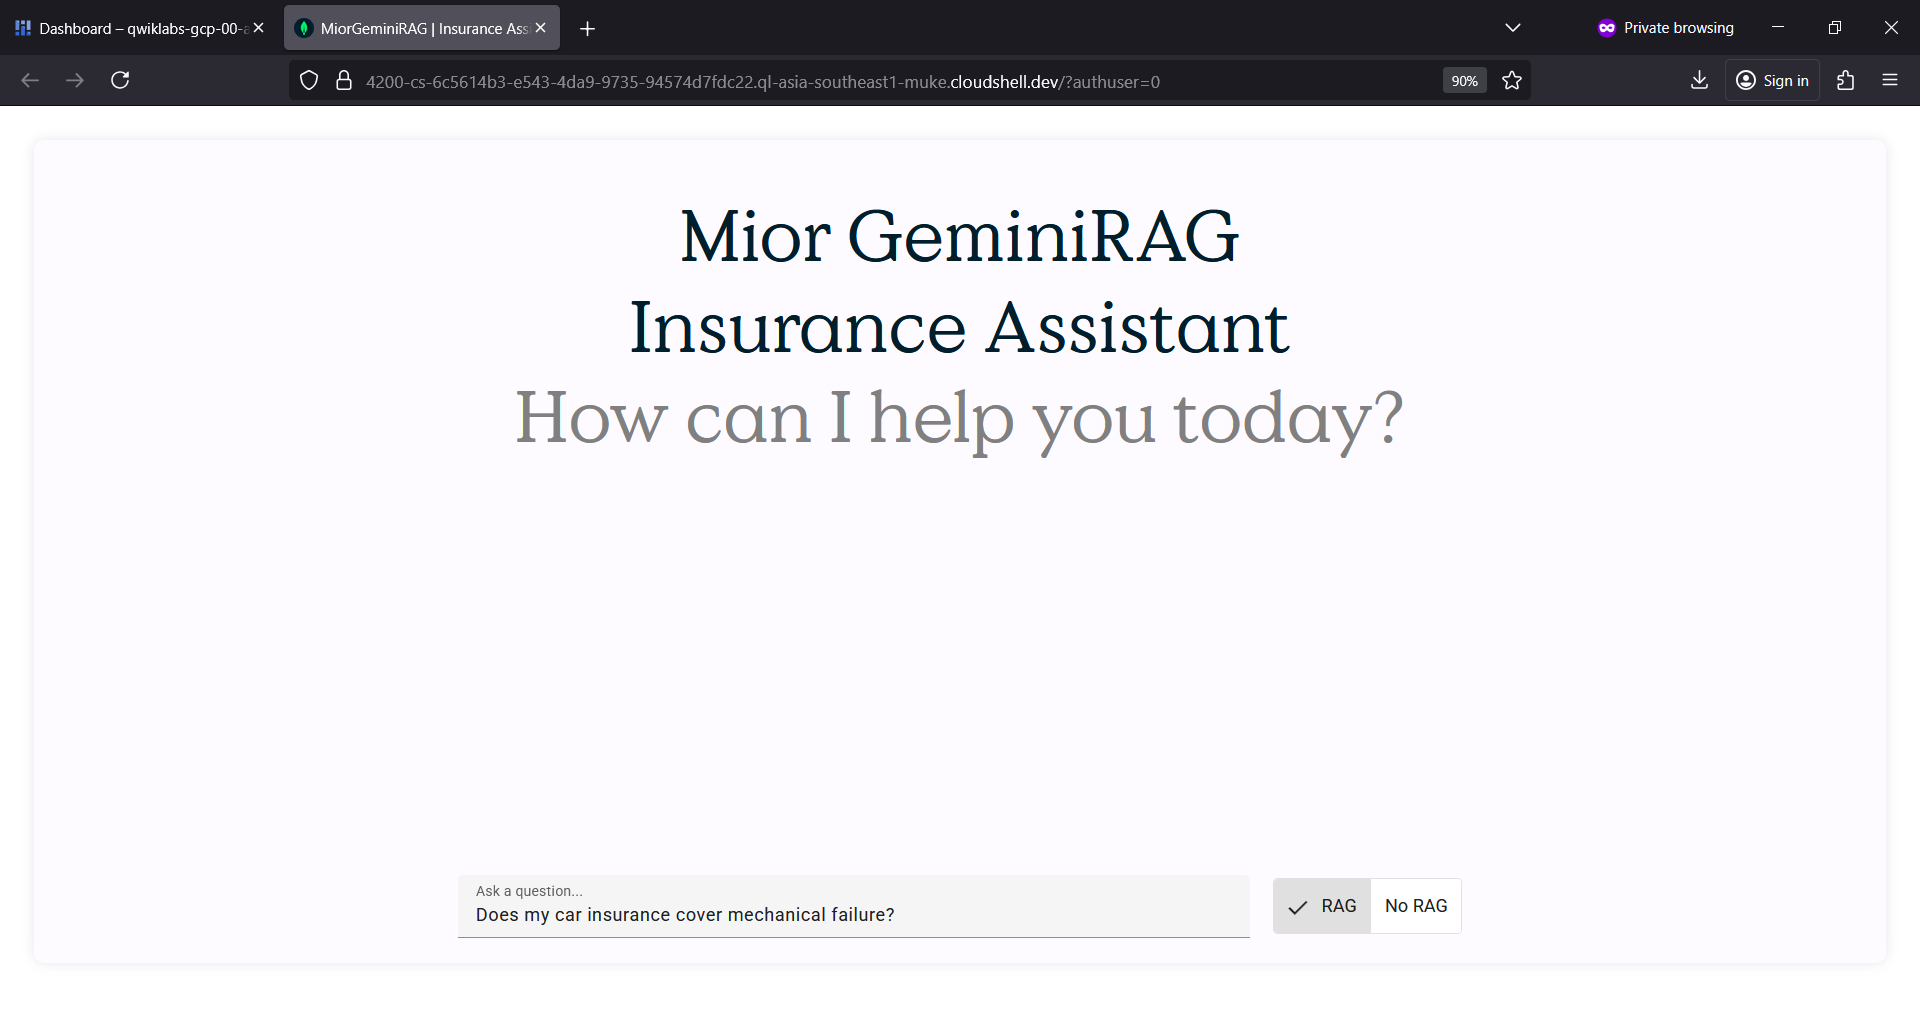 Dashboard – qwiklabs-gcp-00-a
MiorGeminiRAG | Insurance Ass
Private browsing
4200-cs-6c5614b3-e543-4da9-9735-94574d7fdc22.ql-asia-southeast1-muke.cloudshell.dev/?authuser=0
90%
Sign in
Mior GeminiRAG
Insurance Assistant
How can I help you today?
Ask a question...
Does my car insurance cover mechanical failure?
RAG
No RAG